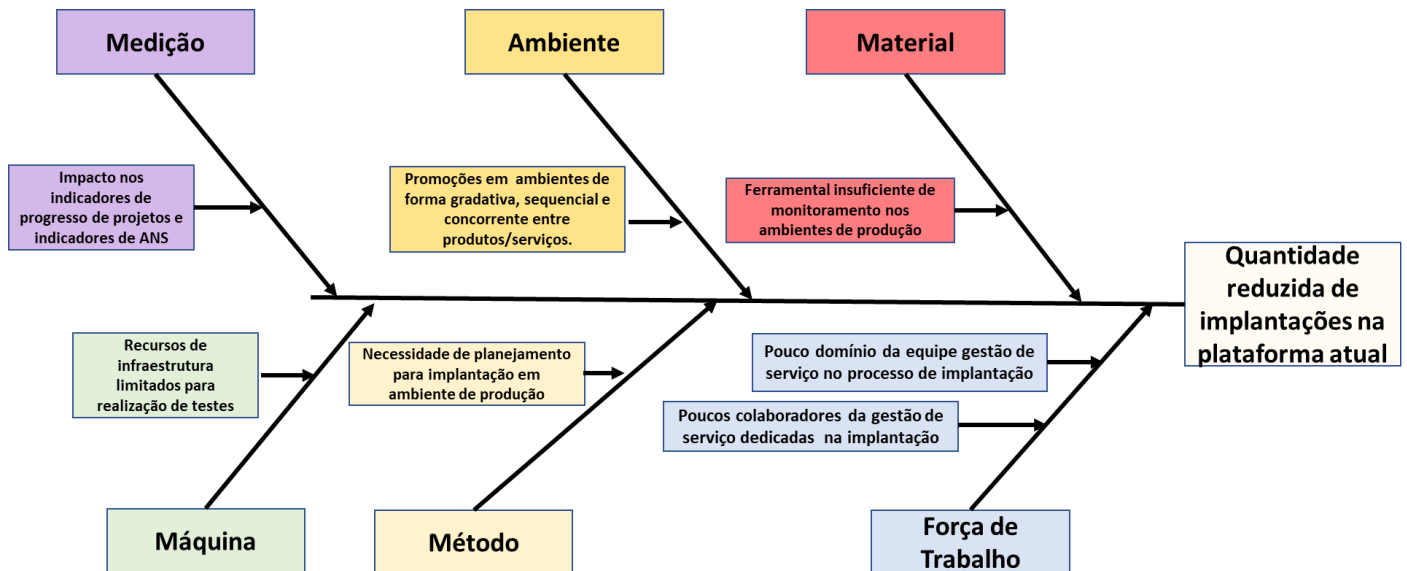 Medição
Ambiente
Material
Impacto nos
indicadores de
progresso de projetos e
indicadores de ANS
Promoções em ambientes de
forma gradativa, sequencial e
concorrente entre
produtos/serviços.
Ferramental insuficiente de
monitoramento nos
ambientes de produção
Quantidade
reduzida de
implantações na
plataforma atual
Recursos de
infraestrutura
limitados para
realização de testes
Necessidade de planejamento
para implantação em
ambiente de produção
Pouco domínio da equipe gestão de
serviço no processo de implantação
Poucos colaboradores da gestão de
serviço dedicadas na implantação
Máquina
Método
Força de
Trabalho